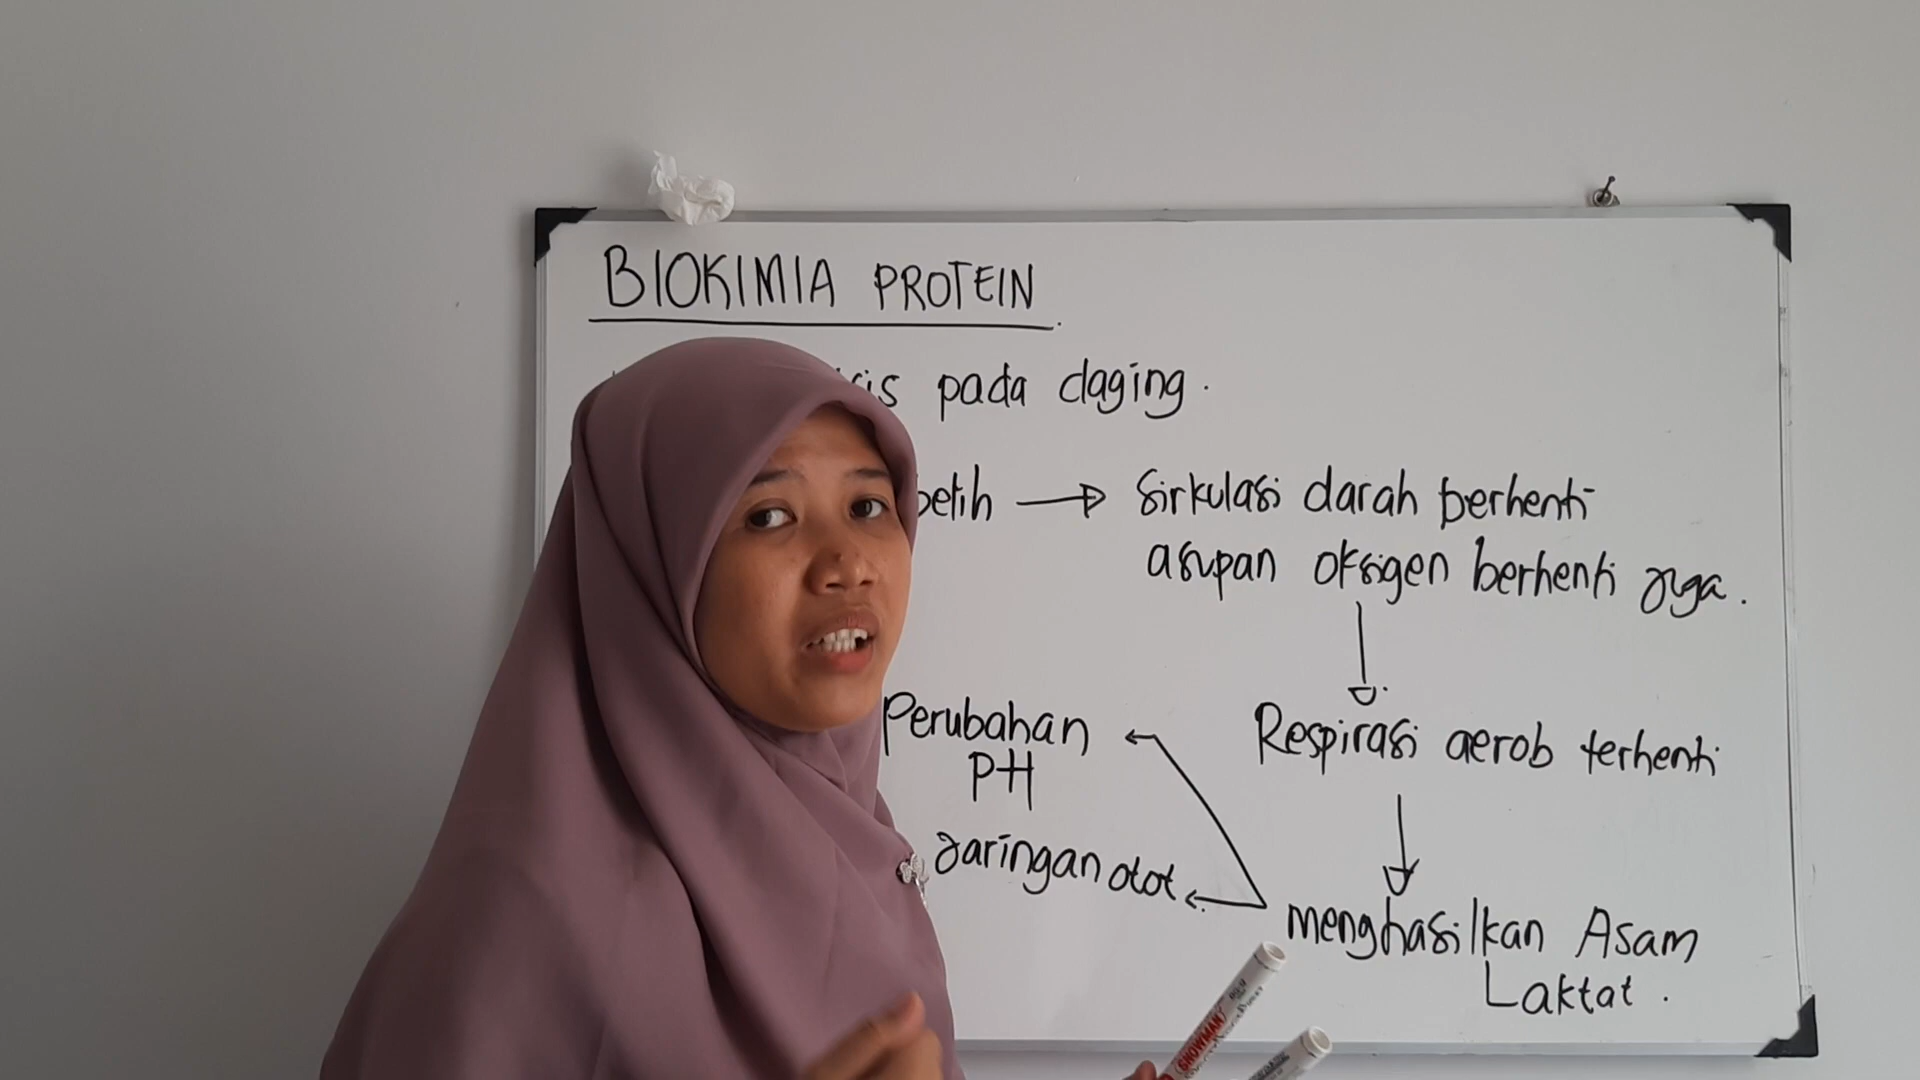 BIOKIMIA PROTEIN.
pada daging.
Sirkulasi darah berhenti
asupan oksigen berhenti juga.
Perubahan
PH
Respirasi aerob terhenti
Jaringan otot
menghasilkan Asam
Laktat.
SNOWMAN